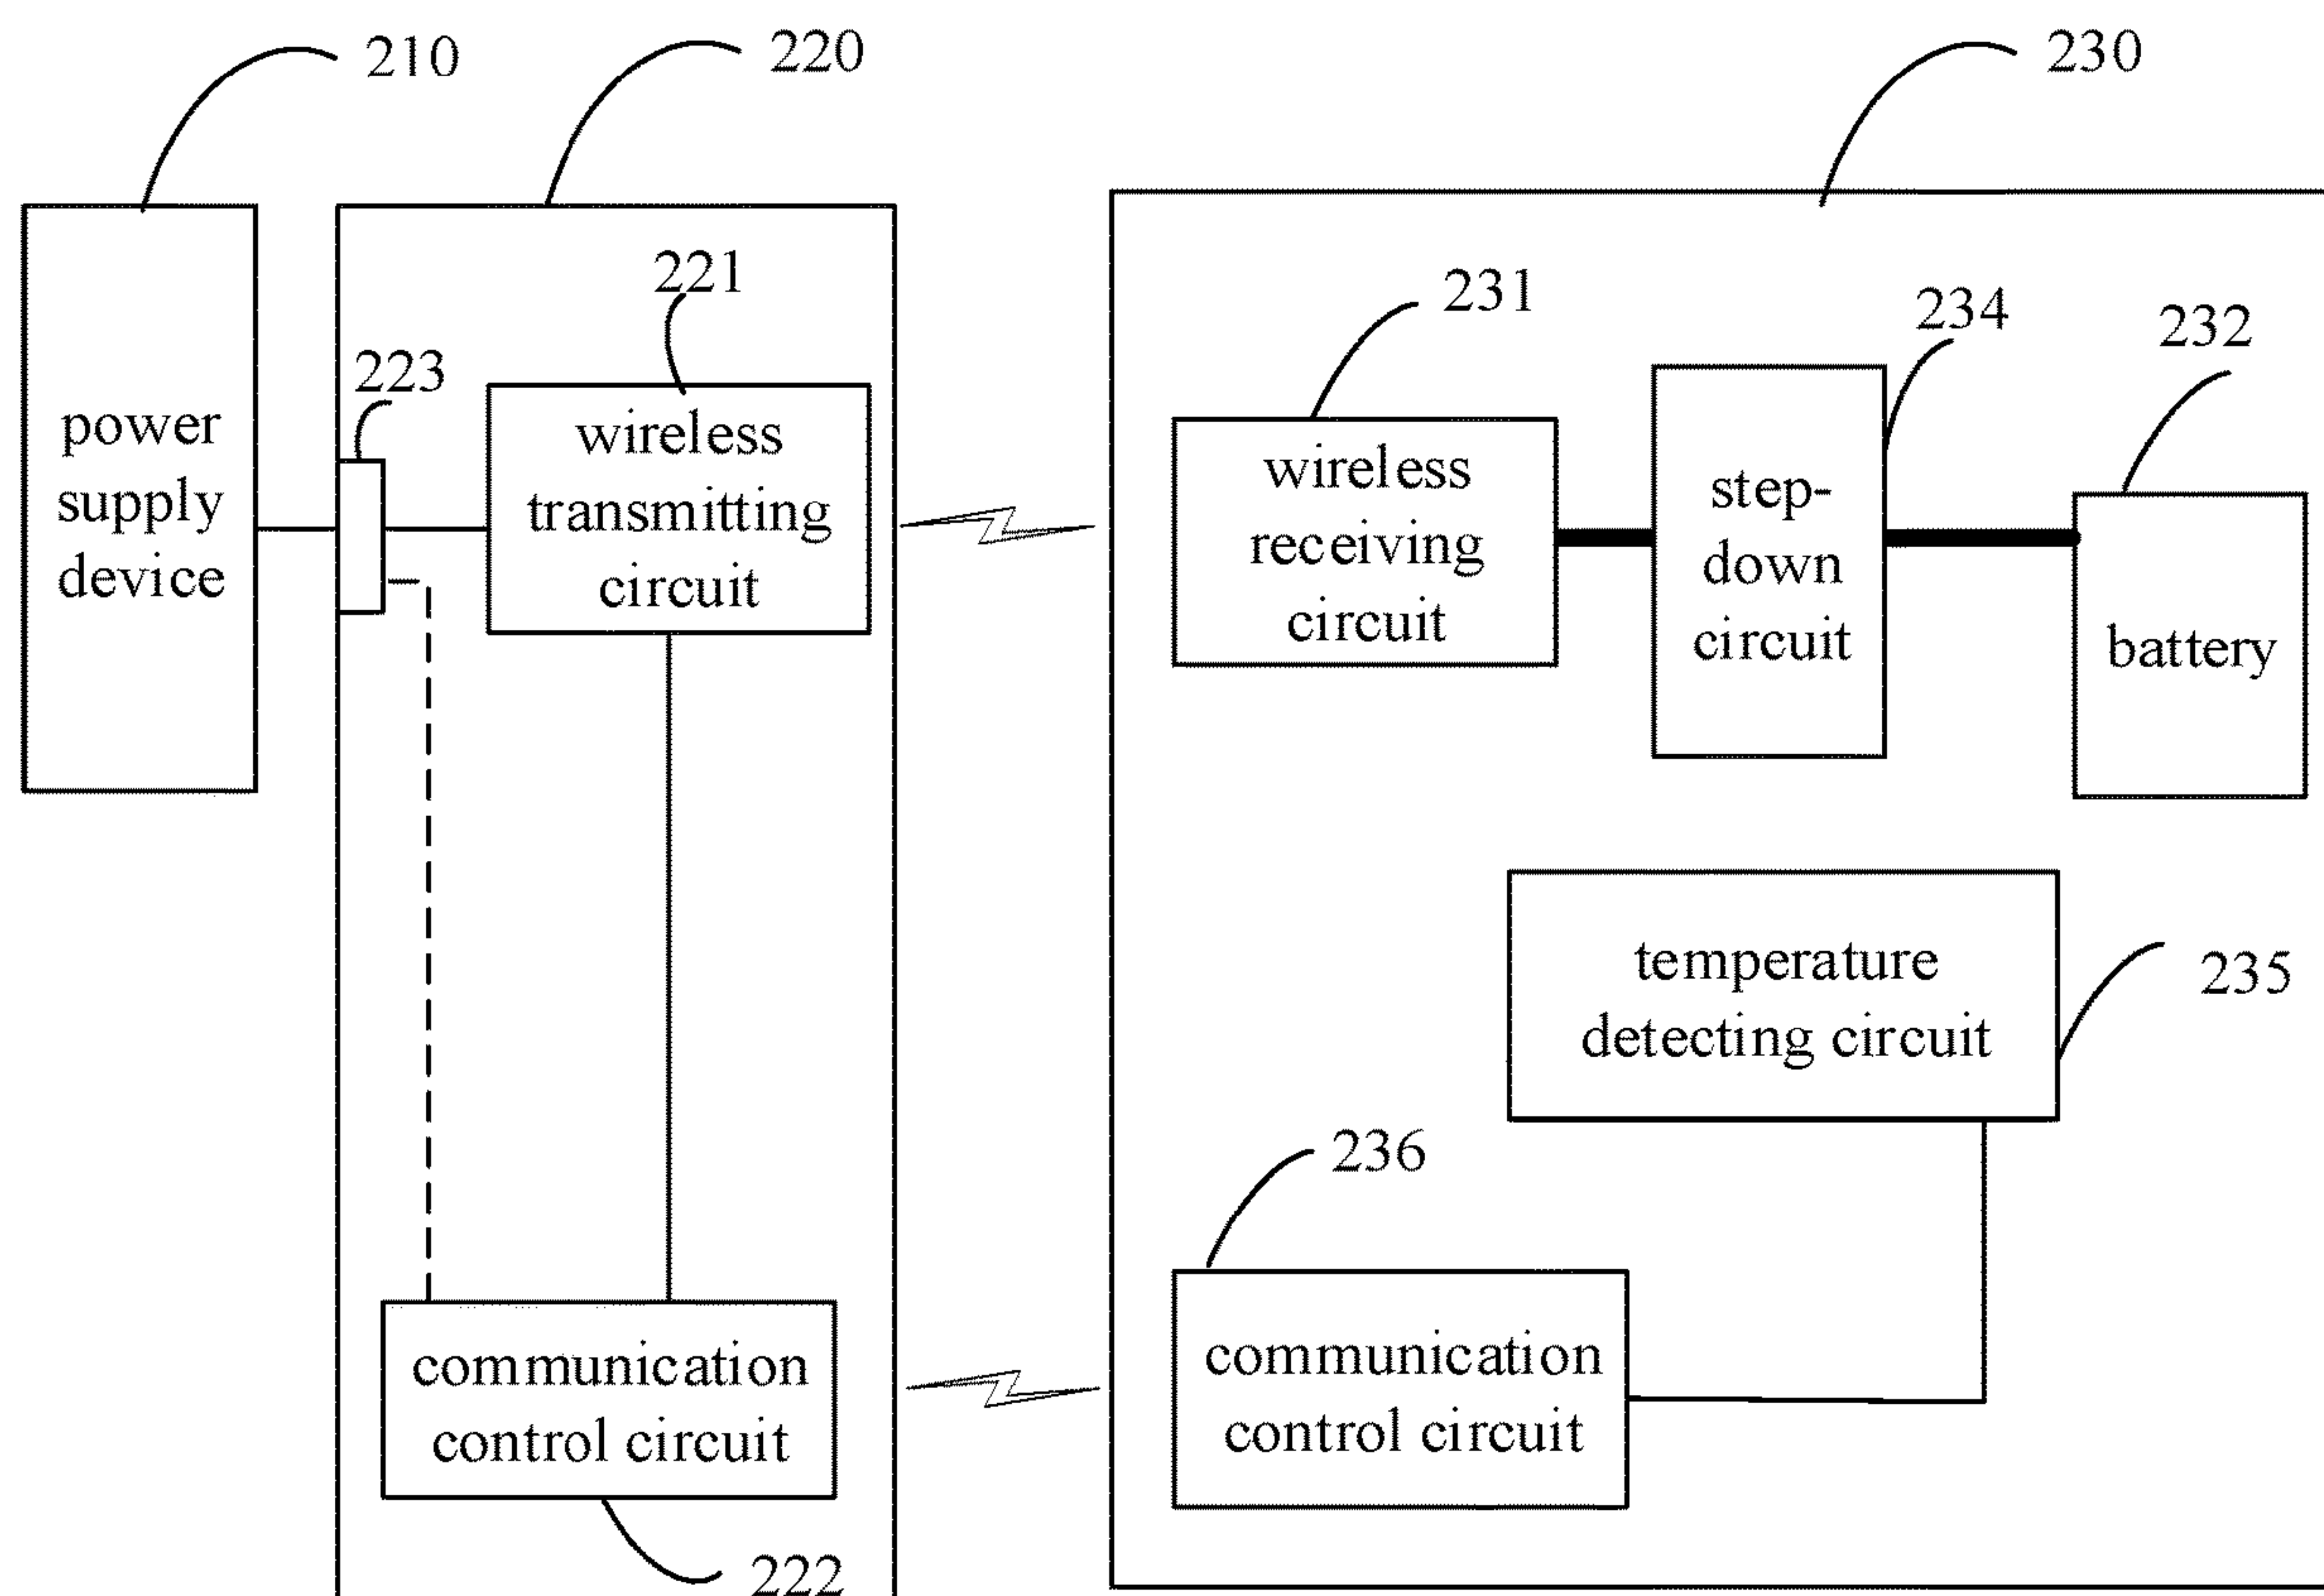 210
220
230
221
231
234
232
223
power
supply
device
wireless
transmitting
circuit
wireless
receiving
circuit
step-
down
circuit
battery
temperature
detecting circuit
235
236
communication
control circuit
communication
control circuit
222